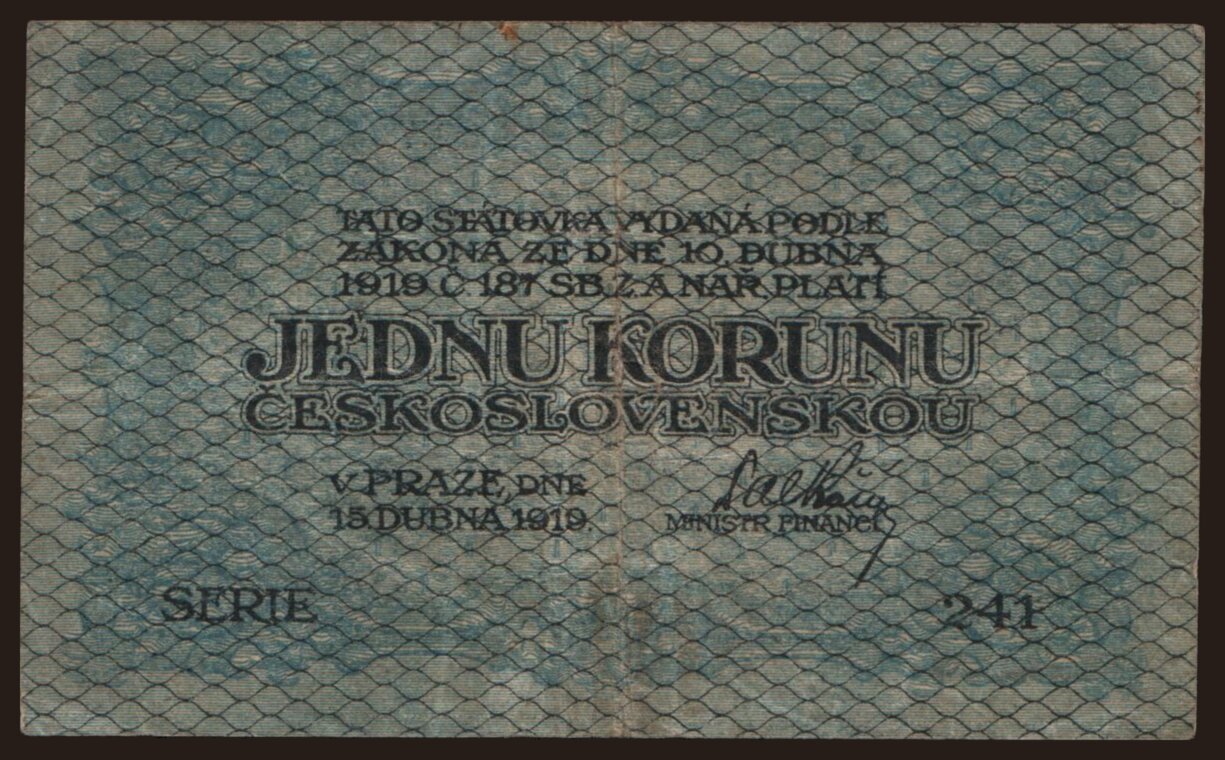 TATO STÁTOVKA VYDANÁ PODLE
ZÁKONA ZE DNE 10. DUBNA
1919 Č. 187 SB. Z. A NAŘ. PLATÍ
JEDNU KORUNU
ČESKOSLOVENSKOU
V PRAZE, DNE
15. DUBNA 1919.
MINISTR FINANCÍ
SERIE 241